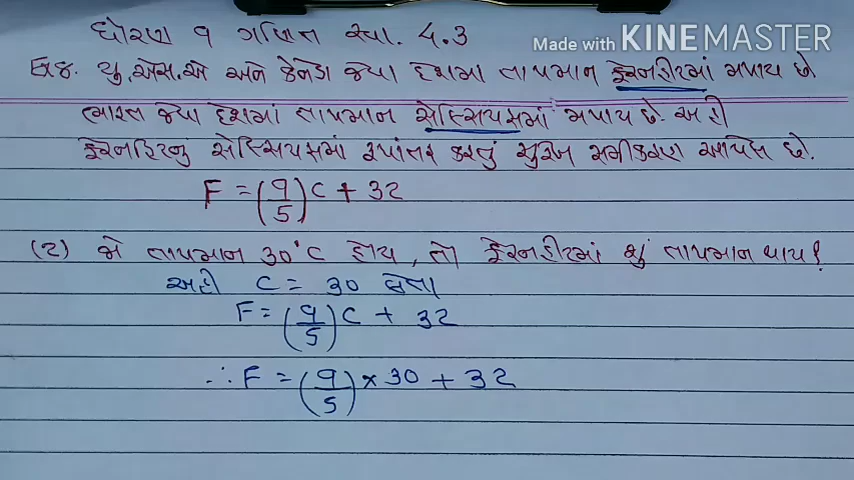 ધોરણ ૧ ગણિત સ્વા. 4.3
Made with KINEMASTER
પ્ર૪. યુ.એસ.એ અને કેનેડા જેવા દેશમાં તાપમાન ફેરનહીટમાં મપાય છે
ભારત જેવા દેશમાં તાપમાન સેલ્સિયસમાં મપાય છે. અહી
ફેરનહિટનું સેલ્સિયસમાં રૂપાંતર કરતું સુરેખ સમીકરણ આપેલ છે.
F = (9/5) C + 32
(2) જો તાપમાન 30°C હોય, તો ફેરનહીટમાં શું તાપમાન થાય?
અહી C = 30 લેતા
F = (9/5) C + 32
∴ F = (9/5) × 30 + 32